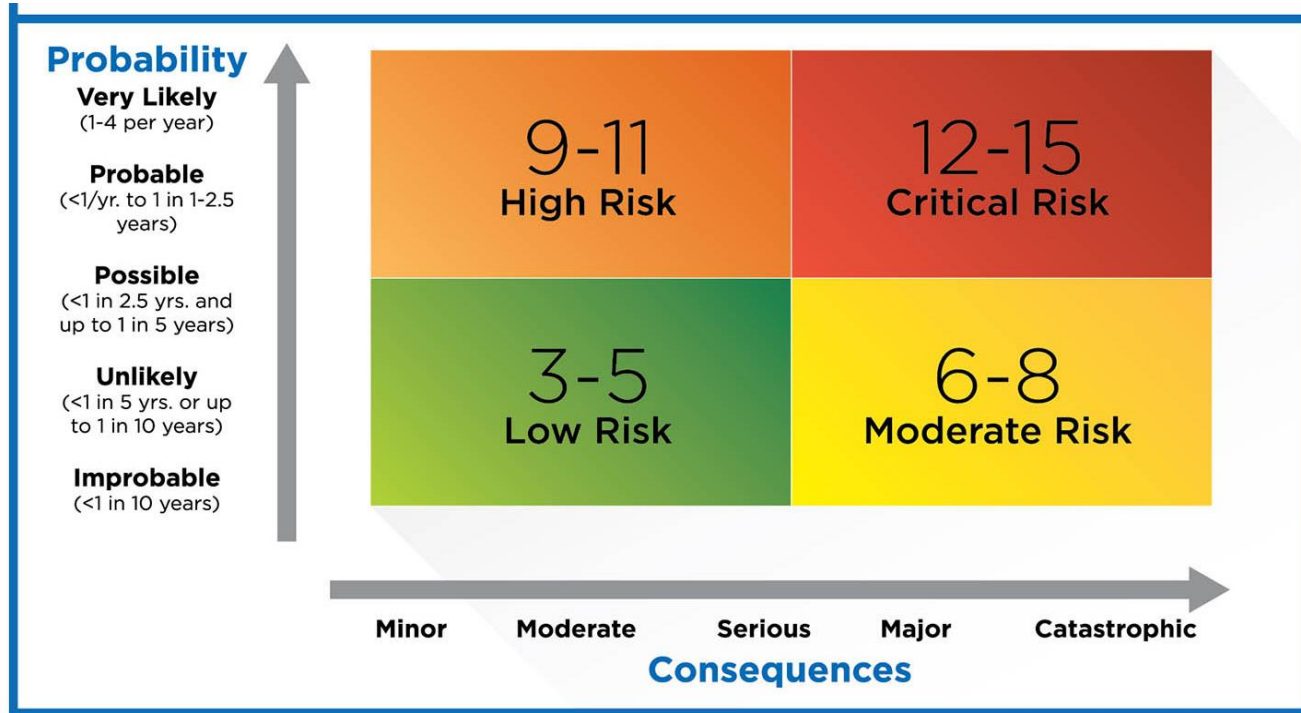 Probability
Very Likely
(1-4 per year)
Probable
(<1/yr. to 1 in 1-2.5
years)
Possible
(<1 in 2.5 yrs. and
up to 1 in 5 years)
Unlikely
(<1 in 5 yrs. or up
to 1 in 10 years)
Improbable
(<1 in 10 years)
9-11
High Risk
12-15
Critical Risk
3-5
Low Risk
6-8
Moderate Risk
Minor Moderate Serious Major Catastrophic
Consequences